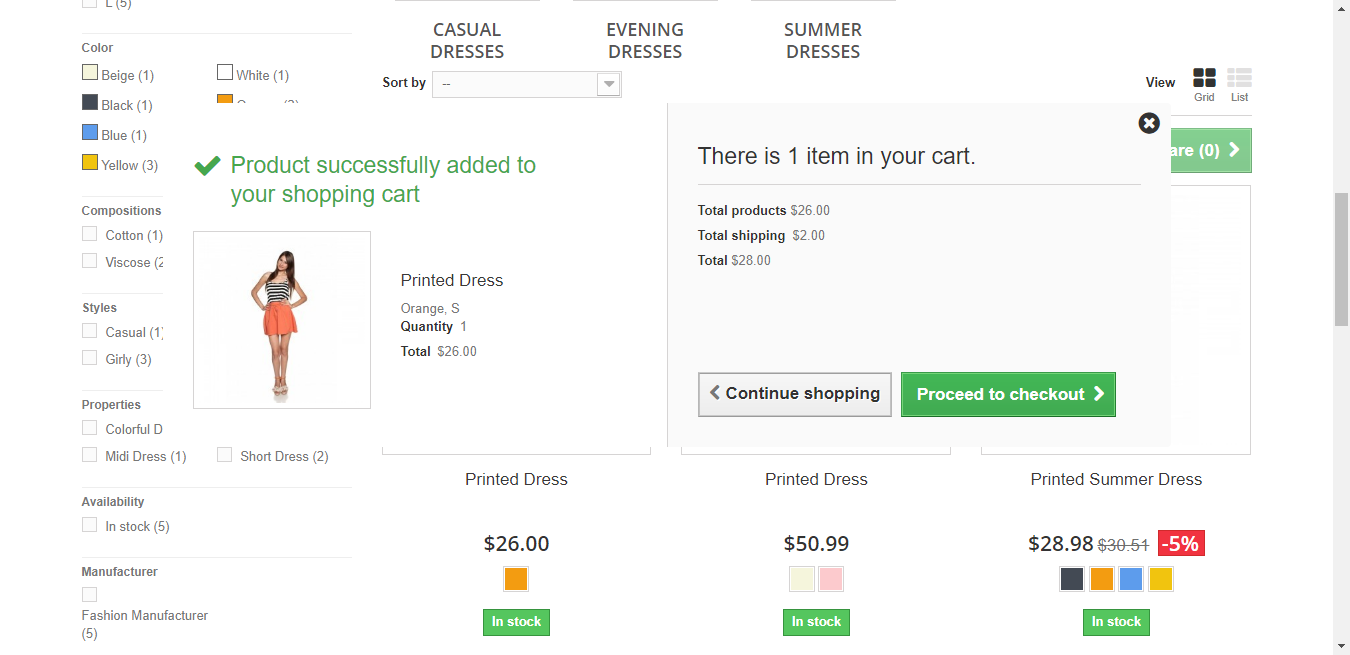 L (5)
CASUAL
DRESSES
EVENING
DRESSES
SUMMER
DRESSES
Color
Beige (1)
White (1)
Black (1)
Blue (1)
Yellow (3)
Sort by
--
View
Grid
List
(0)
Product successfully added to
your shopping cart
There is 1 item in your cart.
Total products $26.00
Total shipping $2.00
Total $28.00
Printed Dress
Orange, S
Quantity 1
Total $26.00
Continue shopping
Proceed to checkout
Compositions
Cotton (1)
Viscose
Styles
Casual (1)
Girly (3)
Properties
Colorful D
Midi Dress (1)
Short Dress (2)
Availability
In stock (5)
Manufacturer
Fashion Manufacturer
(5)
Printed Dress
$26.00
In stock
Printed Dress
$50.99
In stock
Printed Summer Dress
$28.98 $30.51 -5%
In stock